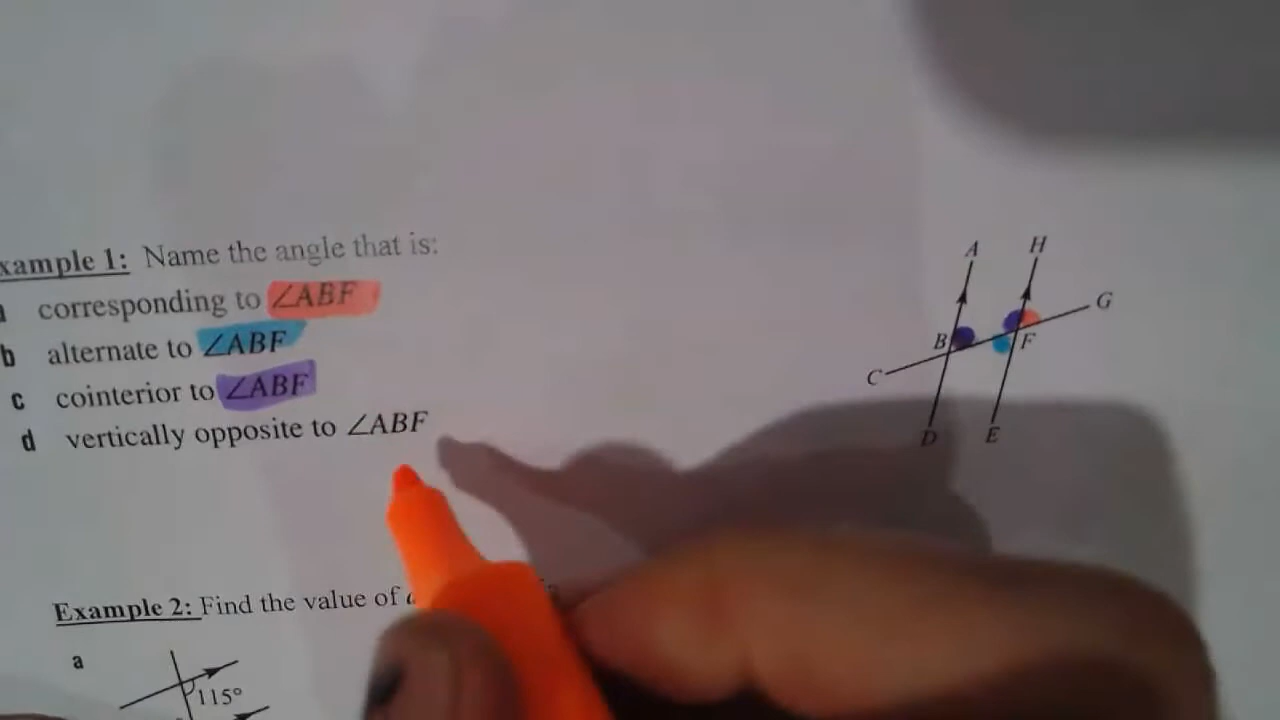 xample 1: Name the angle that is:
corresponding to ∠ABF
b alternate to ∠ABF
c cointerior to ∠ABF
d vertically opposite to ∠ABF
A
H
G
B
F
C
D
E
Example 2: Find the value of
a
115°